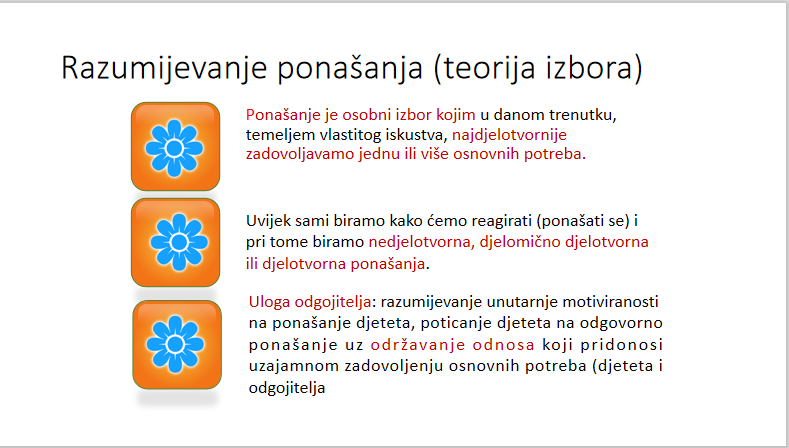 Razumijevanje ponašanja (teorija izbora)
Ponašanje je osobni izbor kojim u danom trenutku,
temeljem vlastitog iskustva, najdjelotvornije
zadovoljavamo jednu ili više osnovnih potreba.
Uvijek sami biramo kako ćemo reagirati (ponašati se) i
pri tome biramo nedjelotvorna, djelomično djelotvorna
ili djelotvorna ponašanja.
Uloga odgojitelja: razumijevanje unutarnje motiviranosti
na ponašanje djeteta, poticanje djeteta na odgovorno
ponašanje uz održavanje odnosa koji pridonosi
uzajamnom zadovoljenju osnovnih potreba (djeteta i
odgojitelja